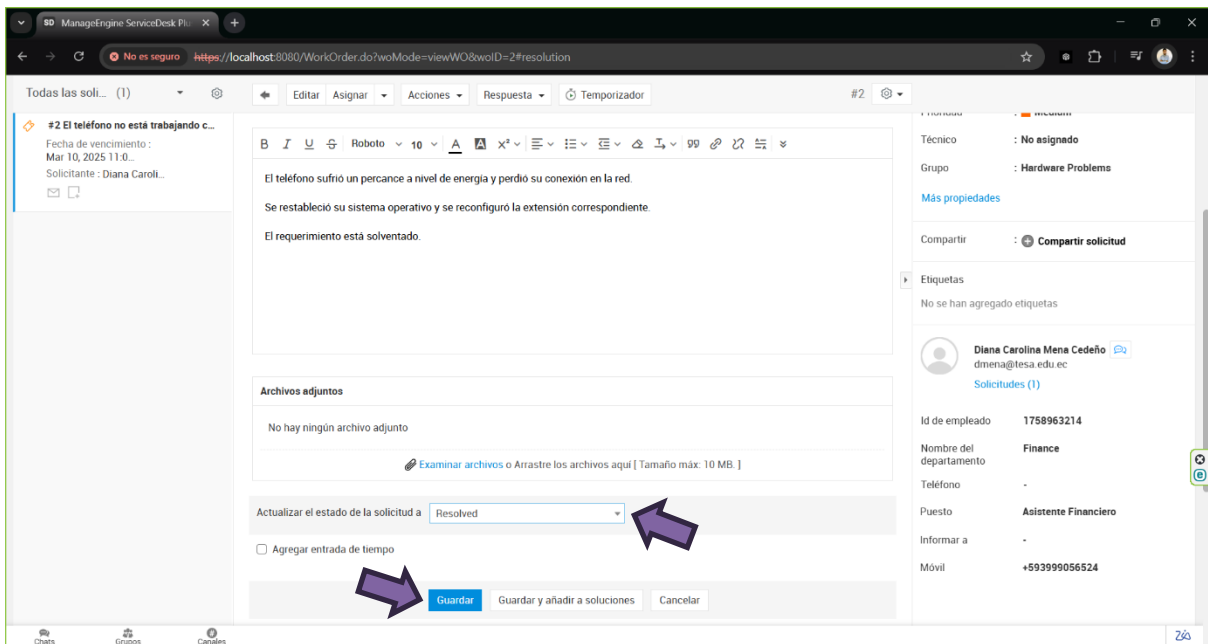 SD ManageEngine ServiceDesk Plu
No es seguro https://localhost:8080/WorkOrder.do?woMode=viewWO&woID=2#resolution
Todas las soli... (1)
Editar Asignar Acciones Respuesta Temporizador #2
#2 El teléfono no está trabajando c...
Fecha de vencimiento :
Mar 10, 2025 11:0...
Solicitante : Diana Caroli...
B I U S Roboto 10 A A X²
El teléfono sufrió un percance a nivel de energía y perdió su conexión en la red.
Se restableció su sistema operativo y se reconfiguró la extensión correspondiente.
El requerimiento está solventado.
Archivos adjuntos
No hay ningún archivo adjunto
Examinar archivos o Arrastre los archivos aquí [ Tamaño máx: 10 MB. ]
Actualizar el estado de la solicitud a Resolved
Agregar entrada de tiempo
Guardar Guardar y añadir a soluciones Cancelar
Prioridad : Medium
Técnico : No asignado
Grupo : Hardware Problems
Más propiedades
Compartir : Compartir solicitud
Etiquetas
No se han agregado etiquetas
Diana Carolina Mena Cedeño
dmena@tesa.edu.ec
Solicitudes (1)
Id de empleado 1758963214
Nombre del departamento Finance
Teléfono -
Puesto Asistente Financiero
Informar a -
Móvil +593999056524
Chats Grupos Canales